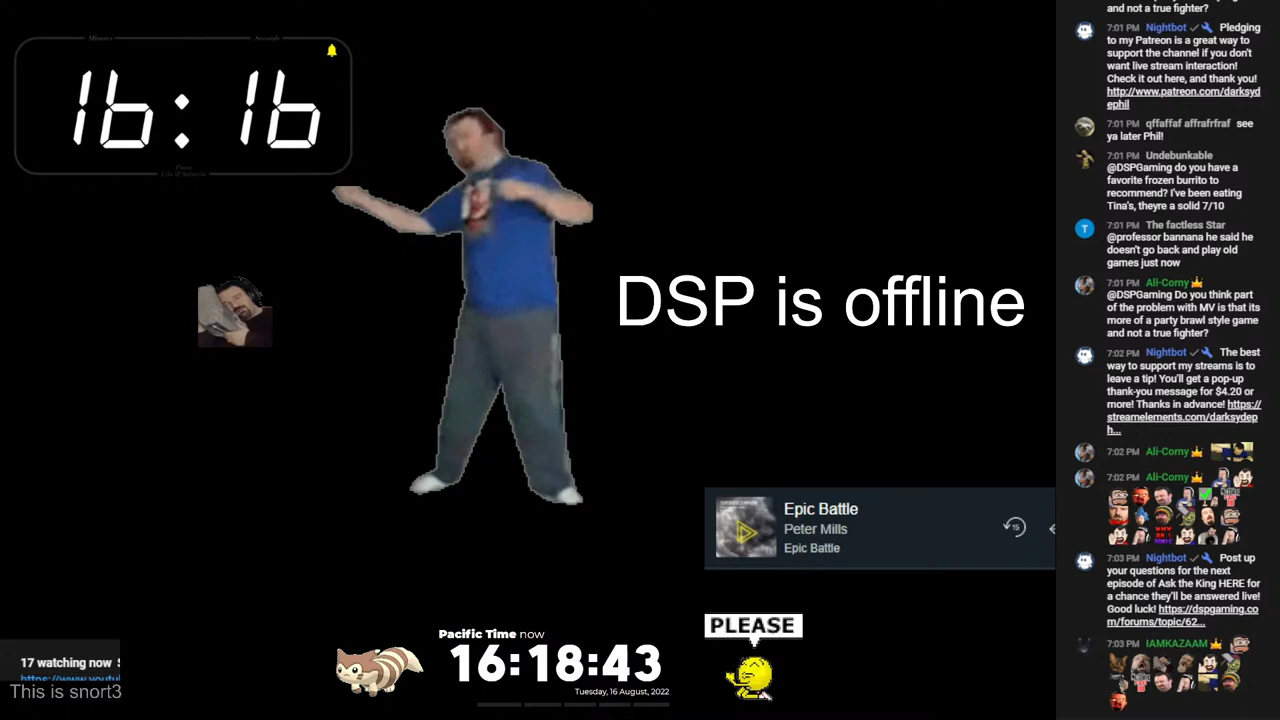 Minutes
Seconds
16:16
DSP is offline
Epic Battle
Peter Mills
Epic Battle
15
PLEASE
Pacific Time now
16:18:43
Tuesday, 16 August, 2022
17 watching now
https://www.youtu
This is snort3
and not a true fighter?
7:01 PM Nightbot Pledging
to my Patreon is a great way to
support the channel if you don't
want live stream interaction!
Check it out here, and thank you!
http://www.patreon.com/darksyd
ephil
7:01 PM qffaffaf affrafrfraf see
ya later Phil!
7:01 PM Undebunkable
@DSPGaming do you have a
favorite frozen burrito to
recommend? I've been eating
Tina's, theyre a solid 7/10
7:01 PM The factless Star
@professor bannana he said he
doesn't go back and play old
games just now
7:01 PM Ali-Corny
@DSPGaming Do you think part
of the problem with MV is that its
more of a party brawl style game
and not a true fighter?
7:02 PM Nightbot The best
way to support my streams is to
leave a tip! You'll get a pop-up
thank-you message for $4.20 or
more! Thanks in advance! https://
streamelements.com/darksydep
h...
7:02 PM Ali-Corny
7:02 PM Ali-Corny
7:03 PM Nightbot Post up
your questions for the next
episode of Ask the King HERE for
a chance they'll be answered live!
Good luck! https://dspgaming.co
m/forums/topic/62...
7:03 PM IAMKAZAAM